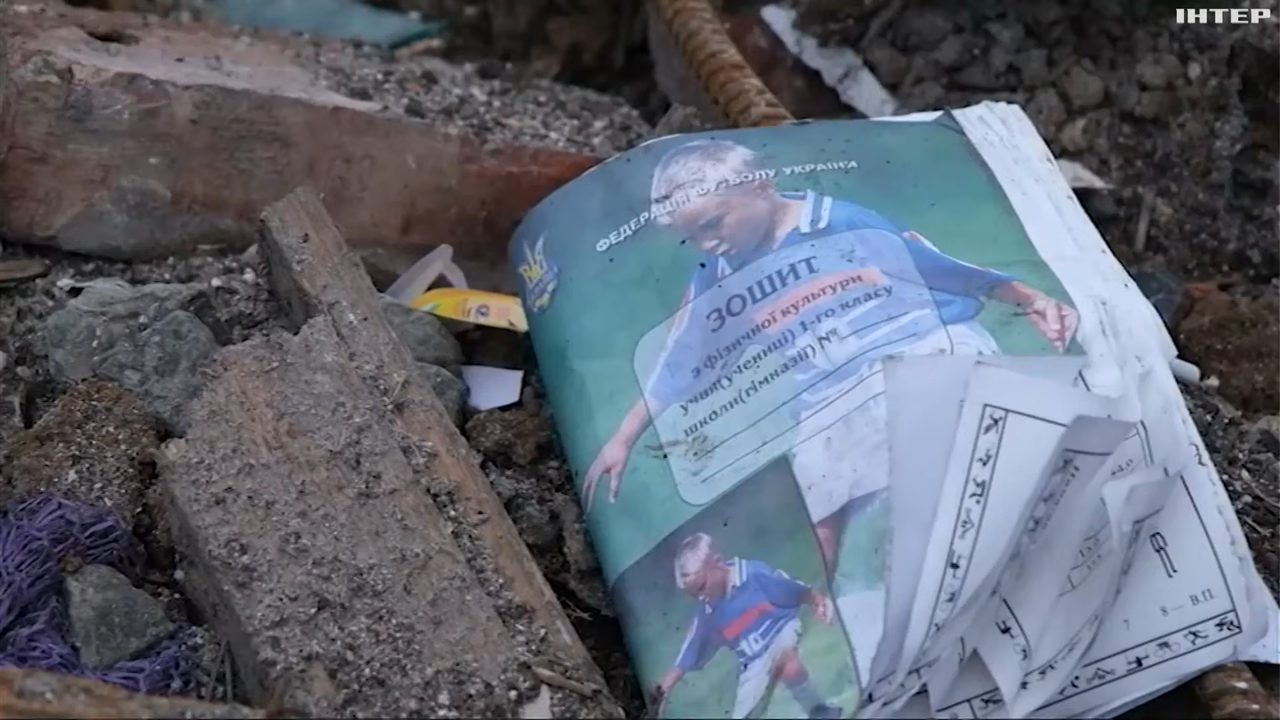 ІНТЕР
ФЕДЕРАЦІЯ ФУТБОЛУ УКРАЇНИ
ЗОШИТ
з фізичної культури
учня(учениці) 1-го класу
школи(гімназії) №
10
7 8 — В.П.